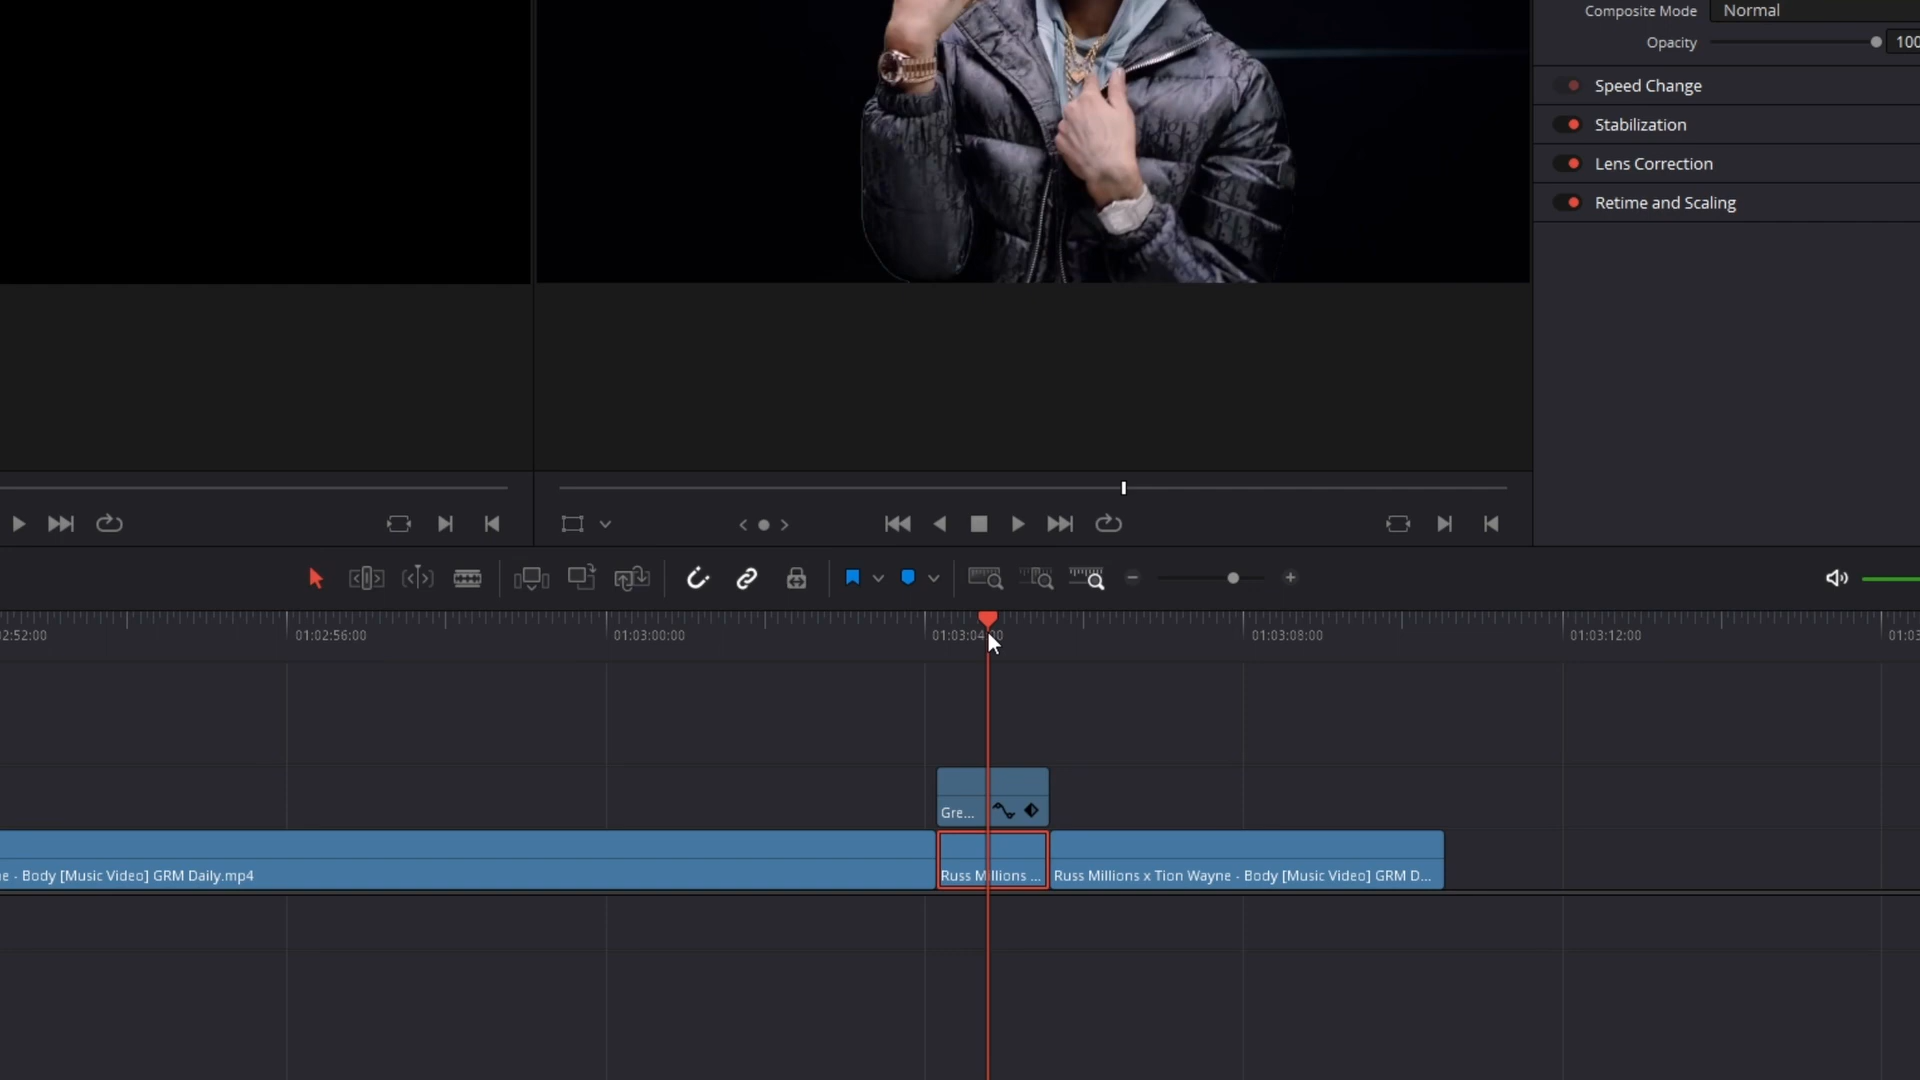 Composite Mode Normal
Opacity 100
Speed Change
Stabilization
Lens Correction
Retime and Scaling
2:52:00 01:02:56:00 01:03:00:00 01:03:04:00 01:03:08:00 01:03:12:00 01:03
Gre...
e - Body [Music Video] GRM Daily.mp4 Russ Millions ... Russ Millions x Tion Wayne - Body [Music Video] GRM D...